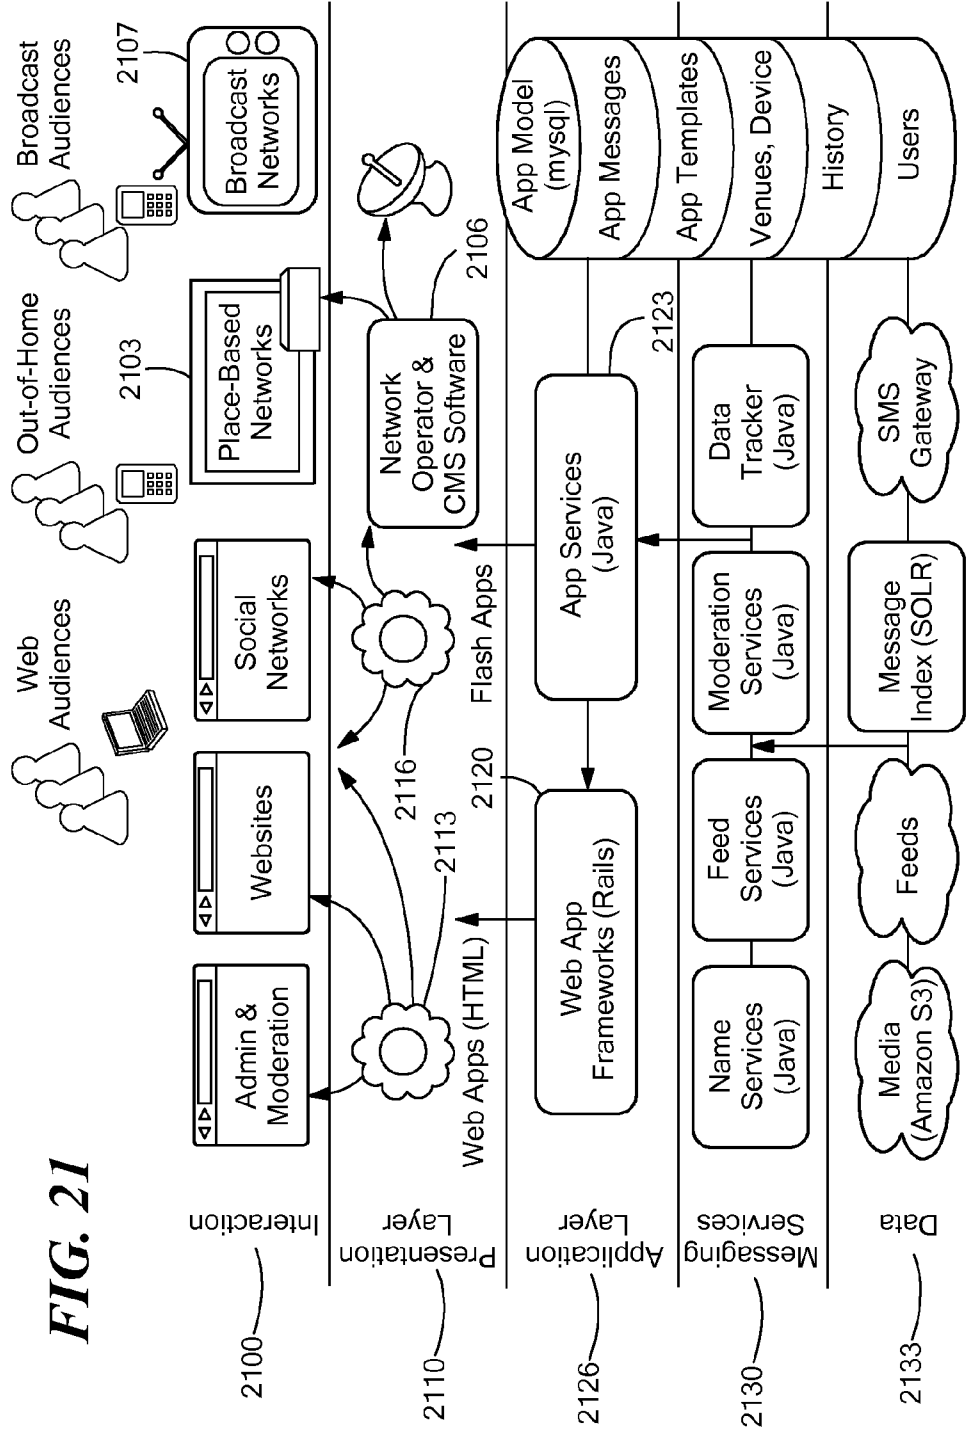 FIG. 21
Web
Audiences
Out-of-Home
Audiences
Broadcast
Audiences
2100
Interaction
Admin &
Moderation
Websites
Social
Networks
2103
Place-Based
Networks
2107
Broadcast
Networks
2110
Presentation
Layer
2113
Web Apps (HTML)
2116
Flash Apps
Network
Operator &
CMS Software
2106
2126
Application
Layer
2120
Web App
Frameworks (Rails)
App Services
(Java)
2123
App Model
(mysql)
App Messages
App Templates
Venues, Device
History
Users
2130
Messaging
Services
Name
Services
(Java)
Feed
Services
(Java)
Moderation
Services
(Java)
Data
Tracker
(Java)
2133
Data
Media
(Amazon S3)
Feeds
Message
Index (SOLR)
SMS
Gateway